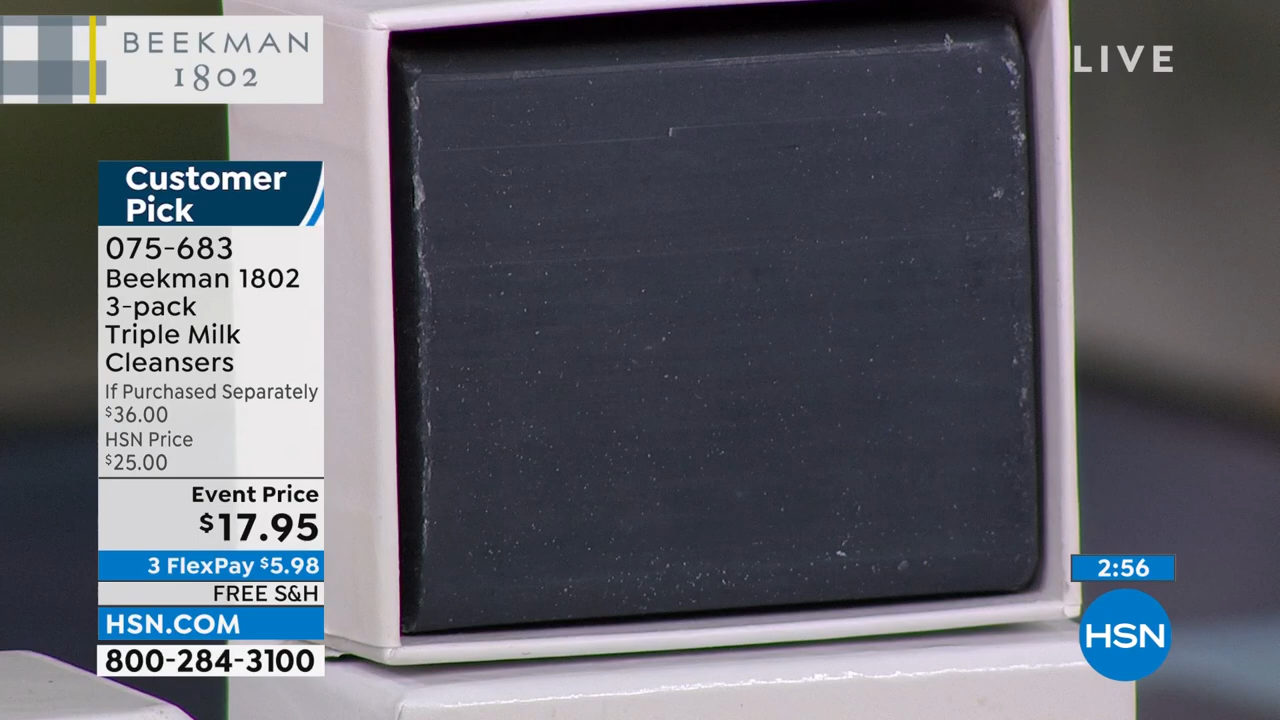 BEEKMAN
1802
LIVE
Customer
Pick
075-683
Beekman 1802
3-pack
Triple Milk
Cleansers
If Purchased Separately
$36.00
HSN Price
$25.00
Event Price
$17.95
3 FlexPay $5.98
FREE S&H
HSN.COM
800-284-3100
2:56
HSN